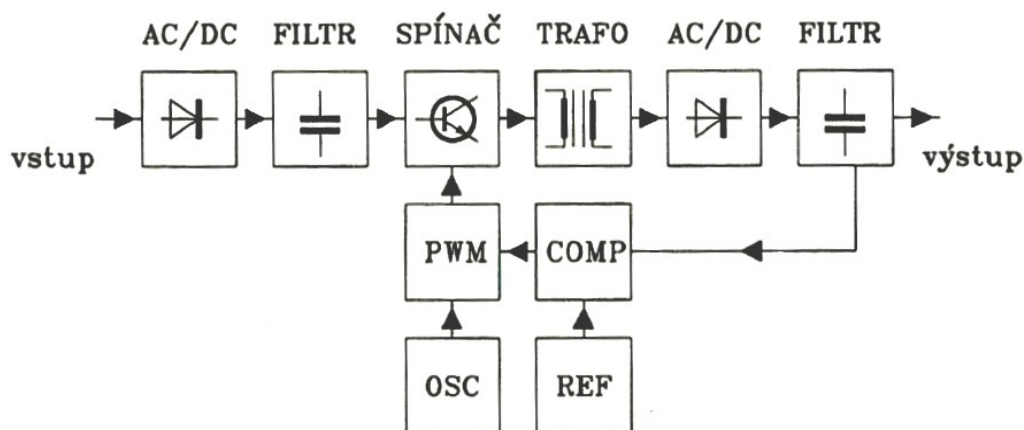 AC/DC FILTR SPÍNAČ TRAFO AC/DC FILTR
vstup výstup
PWM COMP
OSC REF